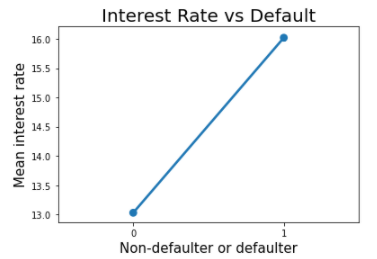 Interest Rate vs Default
16.0
15.5
15.0
14.5
14.0
13.5
13.0
Mean interest rate
0 1
Non-defaulter or defaulter